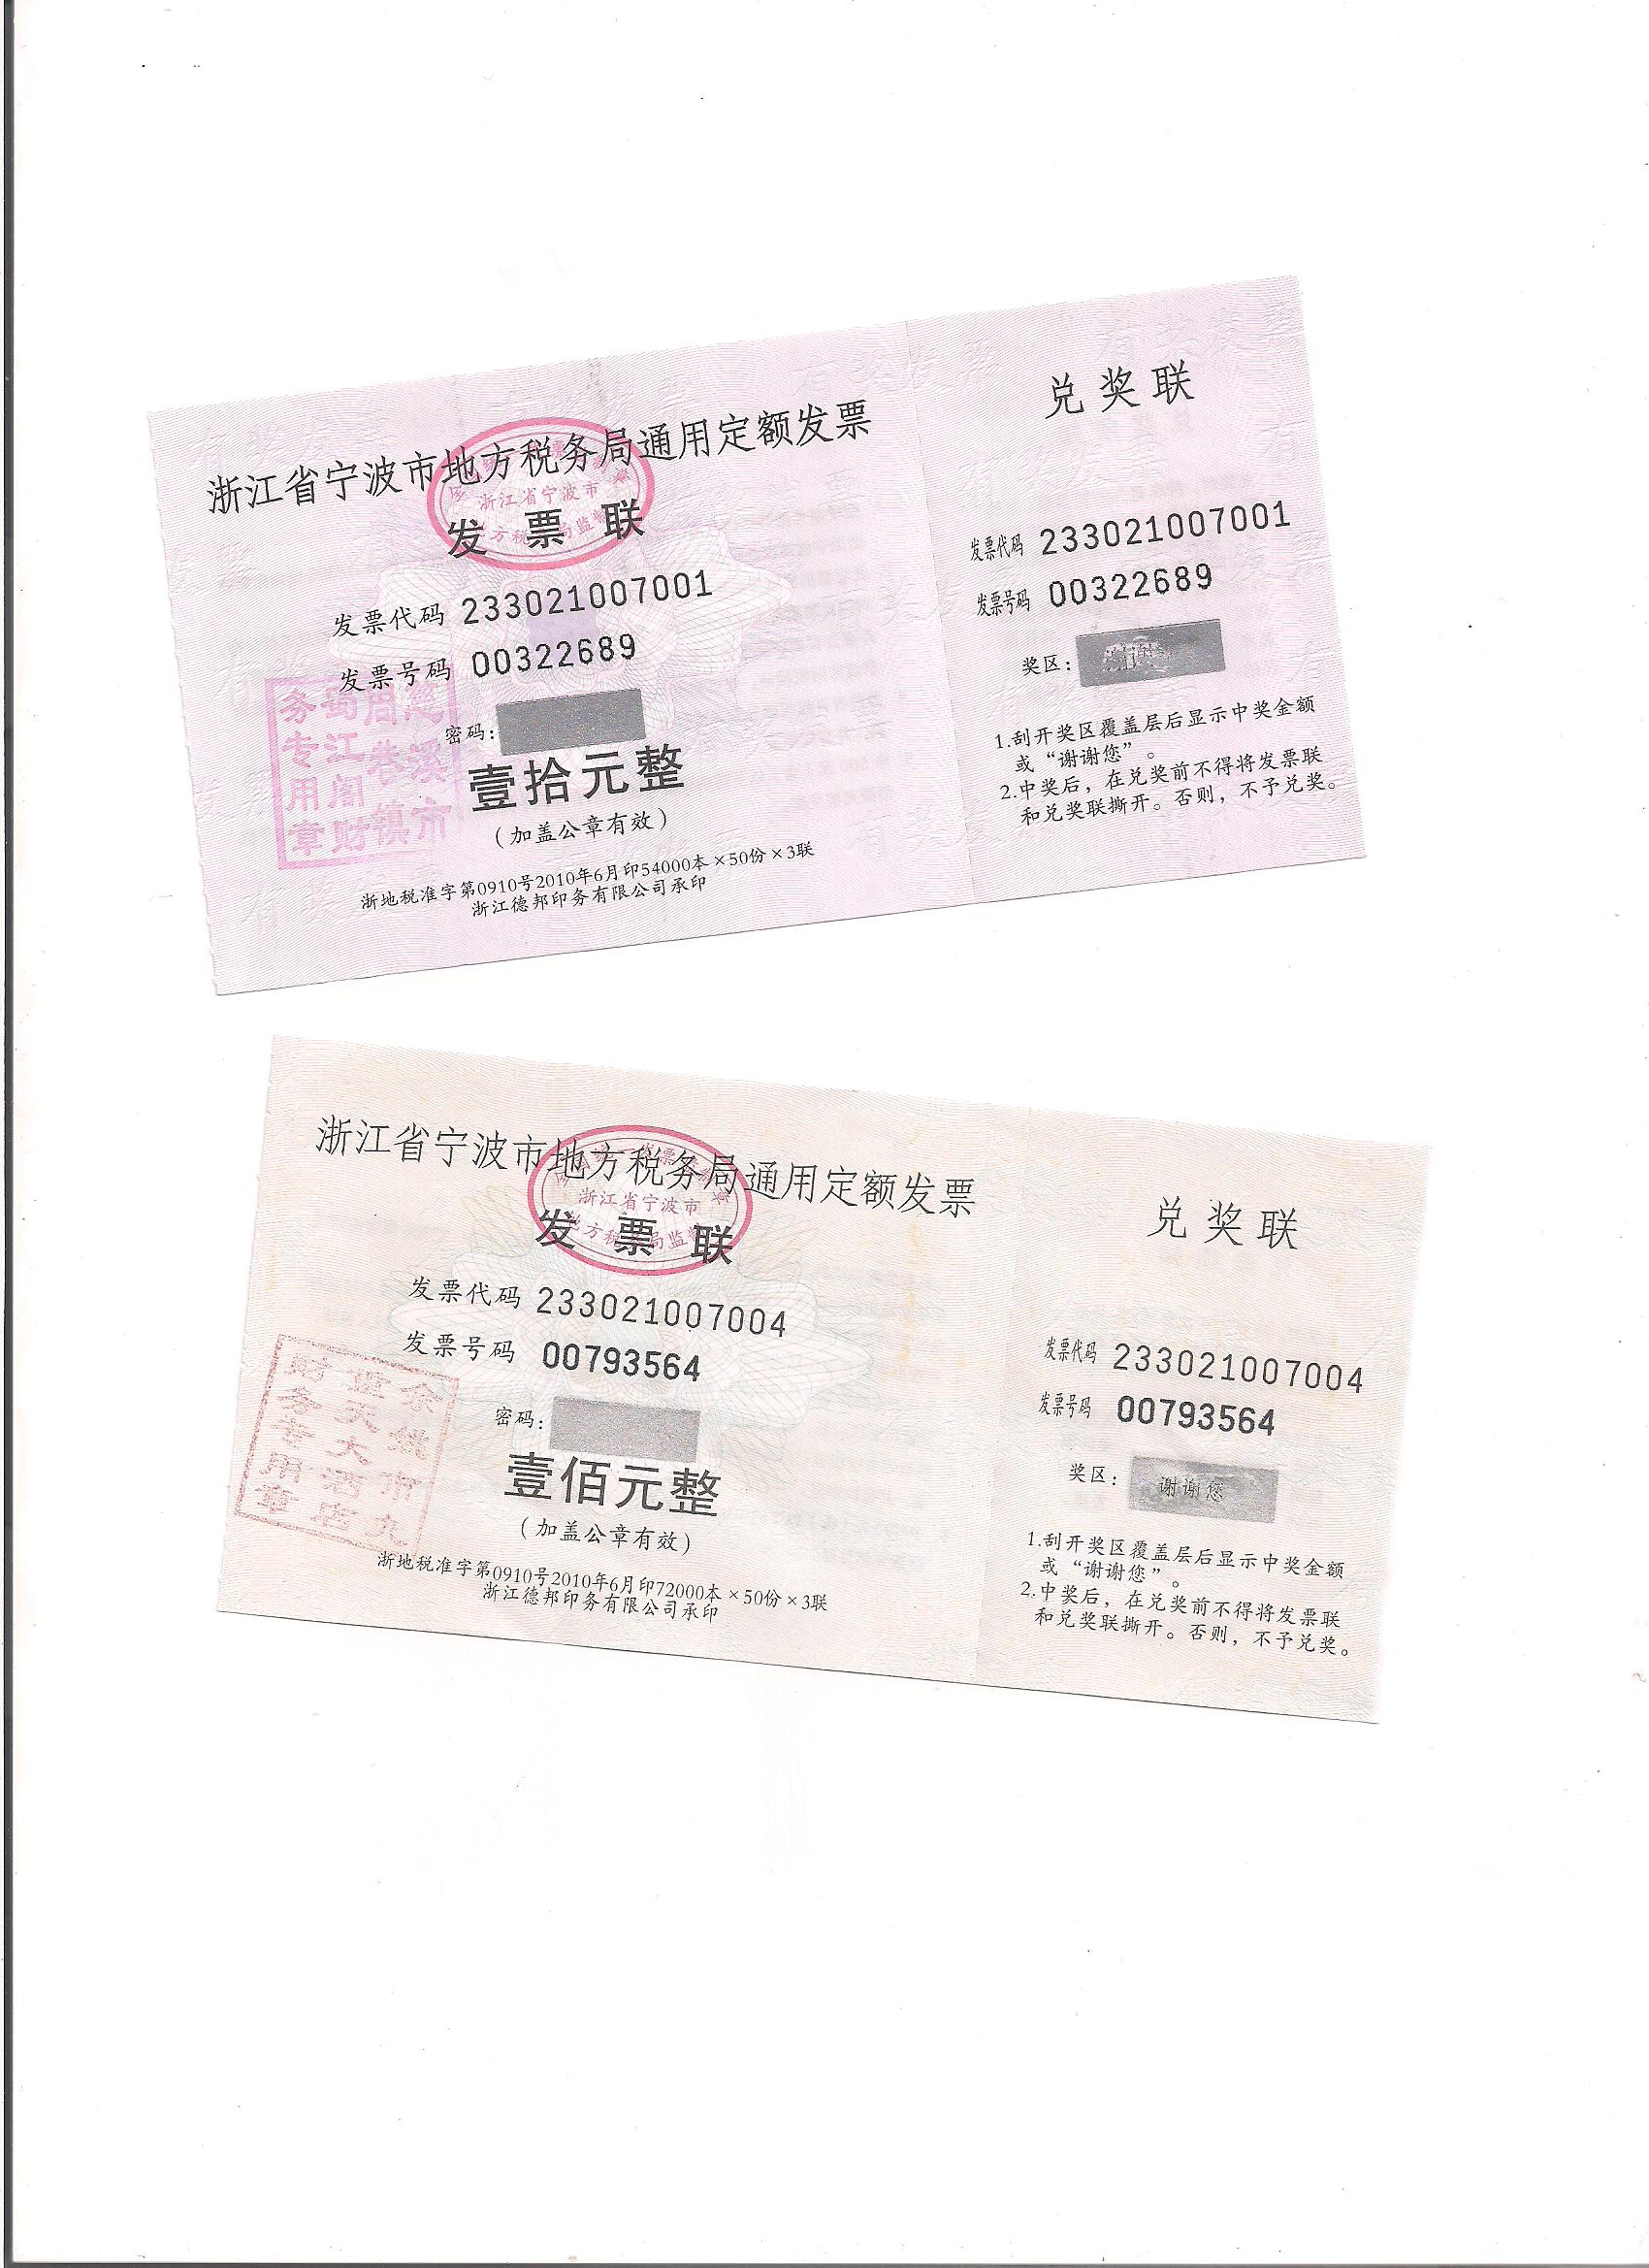 浙江省宁波市地方税务局通用定额发票
浙江省宁波市
发票联
发票代码 233021007001
发票号码 00322689
密码:
壹拾元整
(加盖公章有效)
浙地税准字第0910号2010年6月印54000本×50份×3联
浙江德邦印务有限公司承印
慈溪市
周巷镇
蜀江阁财
务专用章
兑奖联
发票代码 233021007001
发票号码 00322689
奖区:
1.刮开奖区覆盖层后显示中奖金额
或“谢谢您”。
2.中奖后,在兑奖前不得将发票联
和兑奖联撕开。否则,不予兑奖。
浙江省宁波市地方税务局通用定额发票
浙江省宁波市
发票联
发票代码 233021007004
发票号码 00793564
密码:
壹佰元整
(加盖公章有效)
浙地税准字第0910号2010年6月印72000本×50份×3联
浙江德邦印务有限公司承印
余姚市九
天大酒店
财务专用章
兑奖联
发票代码 233021007004
发票号码 00793564
奖区: 谢谢您
1.刮开奖区覆盖层后显示中奖金额
或“谢谢您”。
2.中奖后,在兑奖前不得将发票联
和兑奖联撕开。否则,不予兑奖。